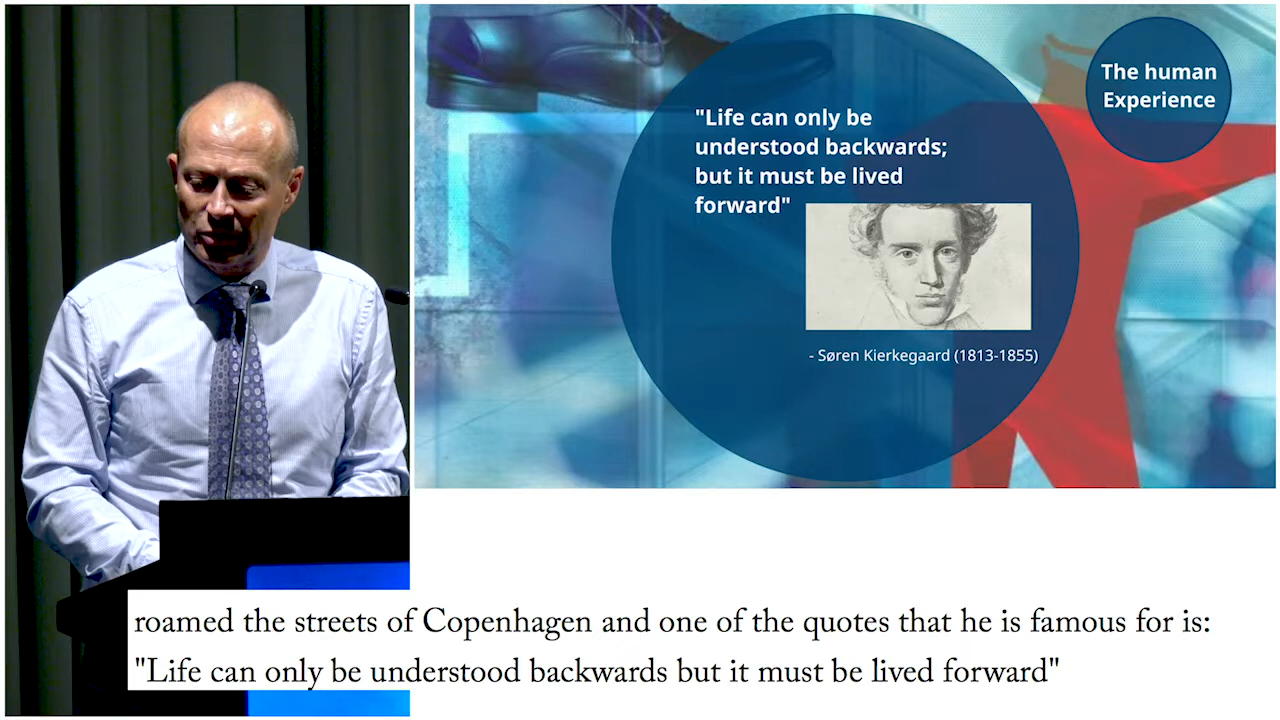 "Life can only be
understood backwards;
but it must be lived
forward"
- Søren Kierkegaard (1813-1855)
The human
Experience
roamed the streets of Copenhagen and one of the quotes that he is famous for is:
"Life can only be understood backwards but it must be lived forward"